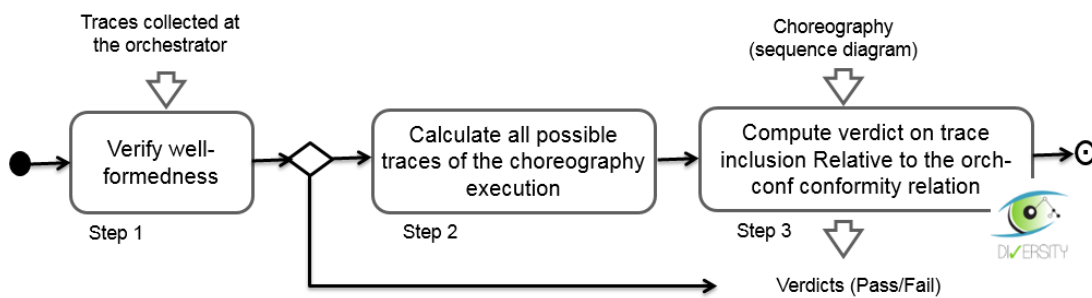 Traces collected at
the orchestrator
Choreography
(sequence diagram)
Verify well-
formedness
Calculate all possible
traces of the choreography
execution
Compute verdict on trace
inclusion Relative to the orch-
conf conformity relation
Step 1
Step 2
Step 3
DIVERSITY
Verdicts (Pass/Fail)